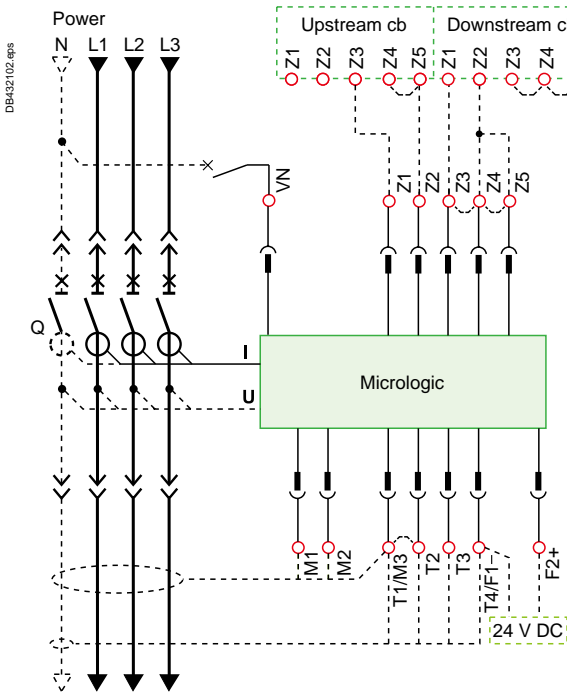 Power
Upstream cb
Downstream c
N L1 L2 L3
Z1 Z2 Z3 Z4 Z5 Z1 Z2 Z3 Z4
DB432102.eps
VN
Z1 Z2 Z3 Z4 Z5
Q
I
U
Micrologic
M1 M2 T1/M3 T2 T3 T4/F1– F2+
24 V DC